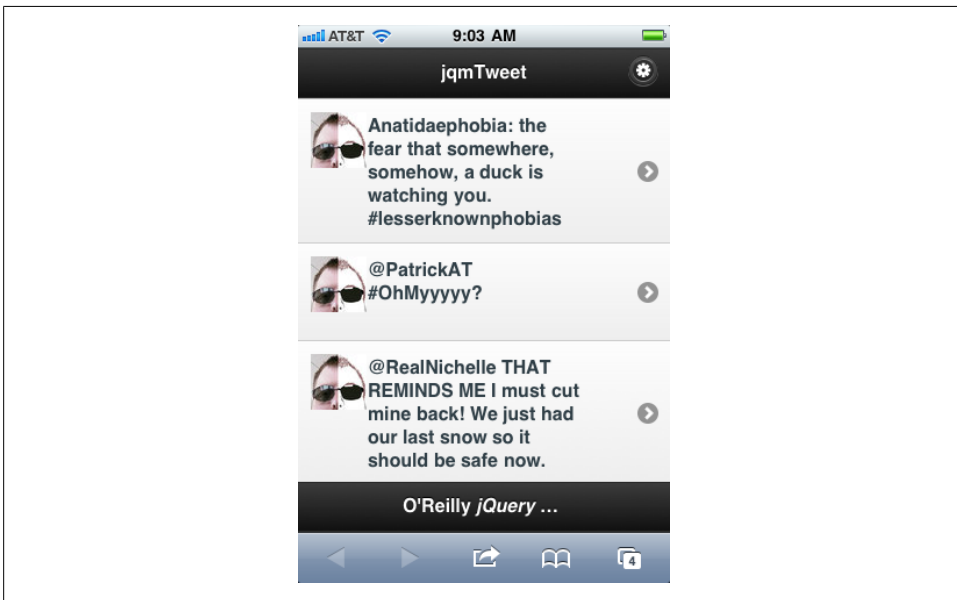 AT&T 9:03 AM
jqmTweet
Anatidaephobia: the
fear that somewhere,
somehow, a duck is
watching you.
#lesserknownphobias
@PatrickAT
#OhMyyyyy?
@RealNichelle THAT
REMINDS ME I must cut
mine back! We just had
our last snow so it
should be safe now.
O'Reilly jQuery ...
4